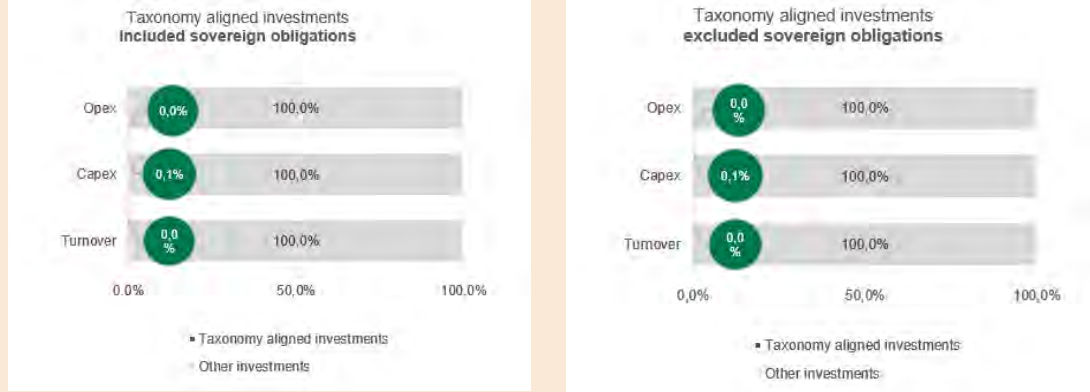 Taxonomy aligned investments
included sovereign obligations
Opex 0,0% 100,0%
Capex 0,1% 100,0%
Turnover 0,0
% 100,0%
0.0% 50,0% 100.0%
Taxonomy aligned investments
Other investments
Taxonomy aligned investments
excluded sovereign obligations
Opex 0,0
% 100,0%
Capex 0,1% 100,0%
Turnover 0,0
% 100,0%
0,0% 50,0% 100,0%
Taxonomy aligned investments
Other investments